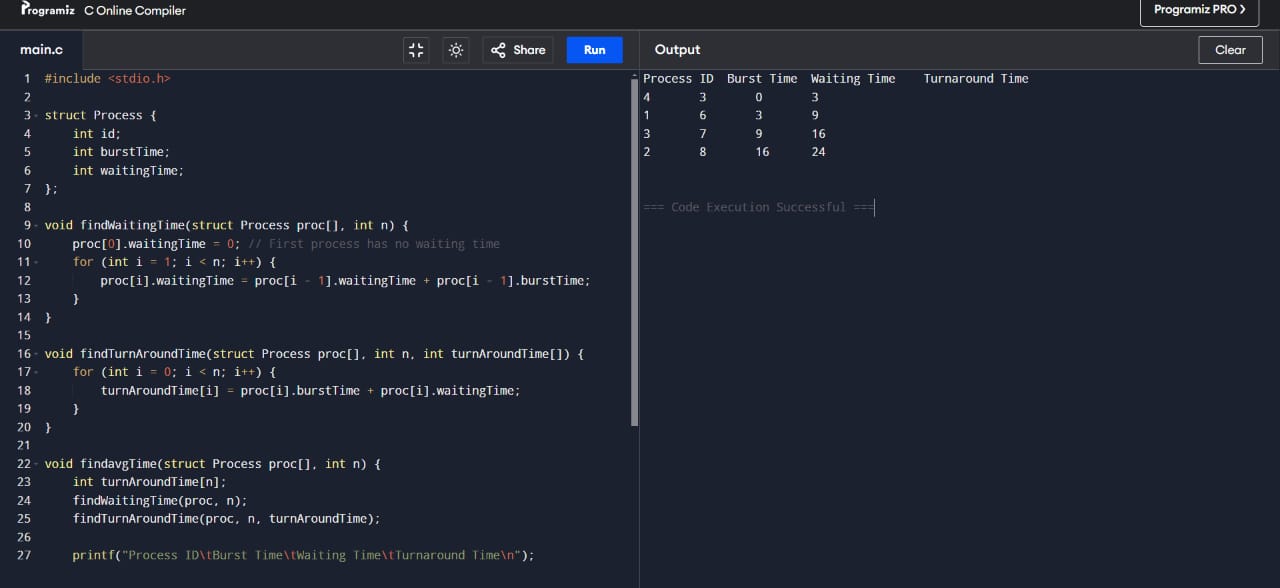 Programiz C Online Compiler
Programiz PRO >
main.c
Share
Run
Output
Clear
1 #include <stdio.h>
2
3 struct Process {
4     int id;
5     int burstTime;
6     int waitingTime;
7 };
8
9 void findWaitingTime(struct Process proc[], int n) {
10     proc[0].waitingTime = 0; // First process has no waiting time
11     for (int i = 1; i < n; i++) {
12         proc[i].waitingTime = proc[i - 1].waitingTime + proc[i - 1].burstTime;
13     }
14 }
15
16 void findTurnAroundTime(struct Process proc[], int n, int turnAroundTime[]) {
17     for (int i = 0; i < n; i++) {
18         turnAroundTime[i] = proc[i].burstTime + proc[i].waitingTime;
19     }
20 }
21
22 void findavgTime(struct Process proc[], int n) {
23     int turnAroundTime[n];
24     findWaitingTime(proc, n);
25     findTurnAroundTime(proc, n, turnAroundTime);
26
27     printf("Process ID\tBurst Time\tWaiting Time\tTurnaround Time\n");
Process ID  Burst Time  Waiting Time    Turnaround Time
4       3       0       3
1       6       3       9
3       7       9       16
2       8       16      24
=== Code Execution Successful ===